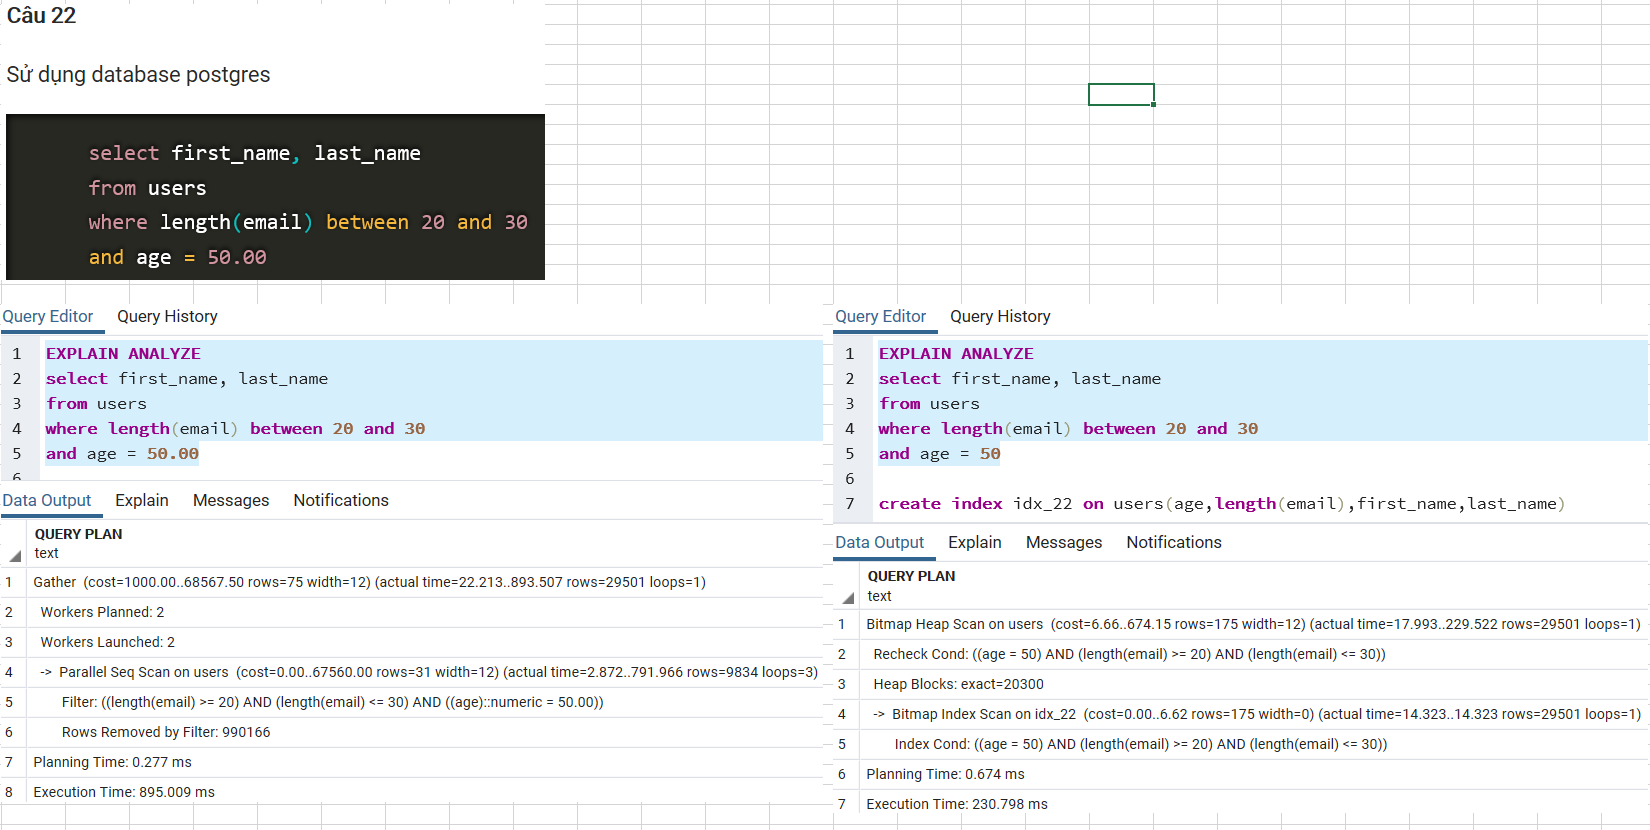 Câu 22
Sử dụng database postgres
select first_name, last_name
from users
where length(email) between 20 and 30
and age = 50.00
Query Editor Query History
1 EXPLAIN ANALYZE
2 select first_name, last_name
3 from users
4 where length(email) between 20 and 30
5 and age = 50.00
6
Data Output Explain Messages Notifications
QUERY PLAN
text
1 Gather (cost=1000.00..68567.50 rows=75 width=12) (actual time=22.213..893.507 rows=29501 loops=1)
2 Workers Planned: 2
3 Workers Launched: 2
4 -> Parallel Seq Scan on users (cost=0.00..67560.00 rows=31 width=12) (actual time=2.872..791.966 rows=9834 loops=3)
5 Filter: ((length(email) >= 20) AND (length(email) <= 30) AND ((age)::numeric = 50.00))
6 Rows Removed by Filter: 990166
7 Planning Time: 0.277 ms
8 Execution Time: 895.009 ms
Query Editor Query History
1 EXPLAIN ANALYZE
2 select first_name, last_name
3 from users
4 where length(email) between 20 and 30
5 and age = 50
6
7 create index idx_22 on users(age,length(email),first_name,last_name)
Data Output Explain Messages Notifications
QUERY PLAN
text
1 Bitmap Heap Scan on users (cost=6.66..674.15 rows=175 width=12) (actual time=17.993..229.522 rows=29501 loops=1)
2 Recheck Cond: ((age = 50) AND (length(email) >= 20) AND (length(email) <= 30))
3 Heap Blocks: exact=20300
4 -> Bitmap Index Scan on idx_22 (cost=0.00..6.62 rows=175 width=0) (actual time=14.323..14.323 rows=29501 loops=1)
5 Index Cond: ((age = 50) AND (length(email) >= 20) AND (length(email) <= 30))
6 Planning Time: 0.674 ms
7 Execution Time: 230.798 ms